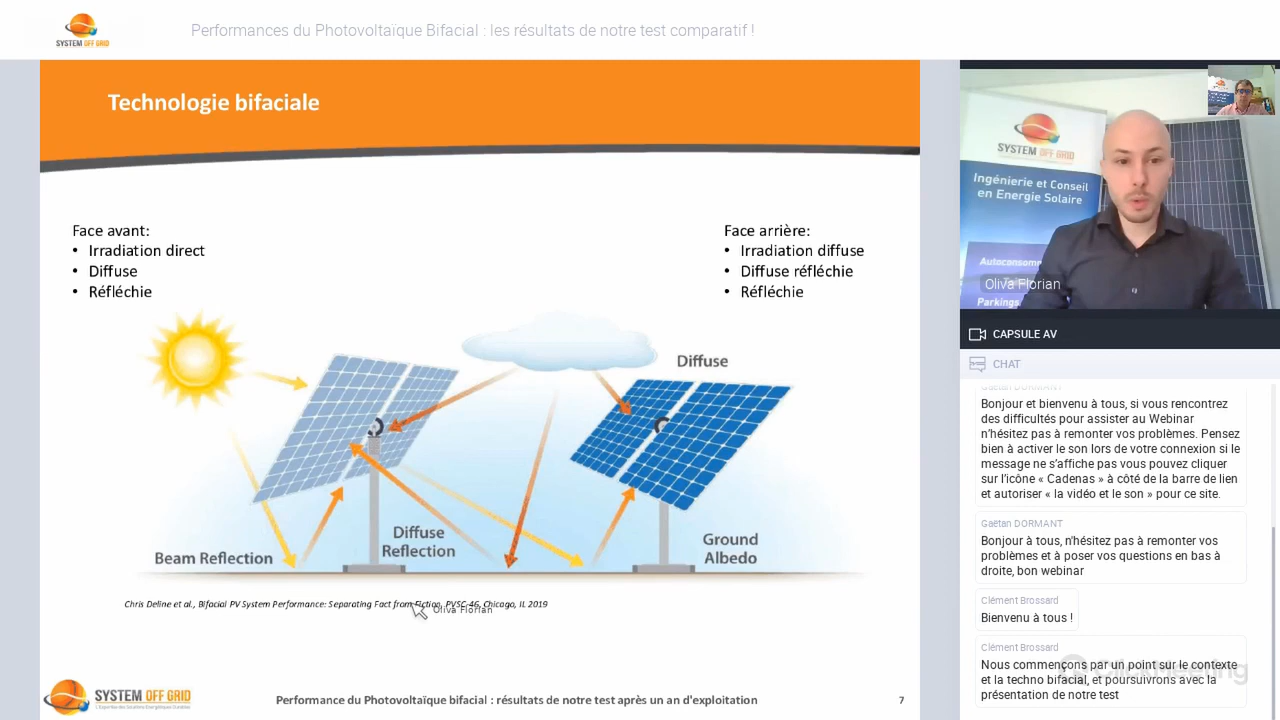 SYSTEM OFF GRID
Performances du Photovoltaïque Bifacial : les résultats de notre test comparatif !
Technologie bifaciale
Face avant:
• Irradiation direct
• Diffuse
• Réfléchie
Face arrière:
• Irradiation diffuse
• Diffuse réfléchie
• Réfléchie
Diffuse
Beam Reflection
Diffuse
Reflection
Ground
Albedo
Chris Deline et al., Bifacial PV System Performance: Separating Fact from Fiction, PVSC-46, Chicago, IL 2019
Oliva Florian
SYSTEM OFF GRID
Performance du Photovoltaïque bifacial : résultats de notre test après un an d'exploitation
7
SYSTEM OFF GRID
Ingénierie et Conseil
en Energie Solaire
Autoconsomm
Parkings
Oliva Florian
CAPSULE AV
CHAT
Gaëtan DORMANT
Bonjour et bienvenu à tous, si vous rencontrez
des difficultés pour assister au Webinar
n'hésitez pas à remonter vos problèmes. Pensez
bien à activer le son lors de votre connexion si le
message ne s'affiche pas vous pouvez cliquer
sur l'icône « Cadenas » à côté de la barre de lien
et autoriser « la vidéo et le son » pour ce site.
Gaëtan DORMANT
Bonjour à tous, n'hésitez pas à remonter vos
problèmes et à poser vos questions en bas à
droite, bon webinar
Clément Brossard
Bienvenu à tous !
Clément Brossard
Nous commençons par un point sur le contexte
et la techno bifacial, et poursuivrons avec la
présentation de notre test
ClickMeeting